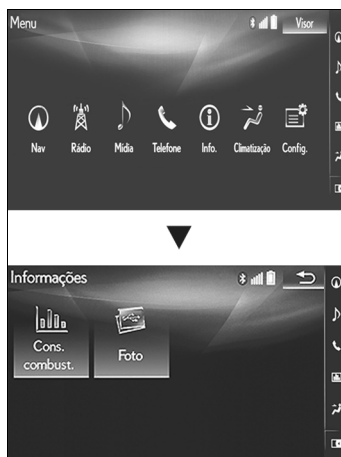 Menu
Visor
Nav Rádio Mídia Telefone Info. Climatização Config.
Informações
Cons. combust.
Foto